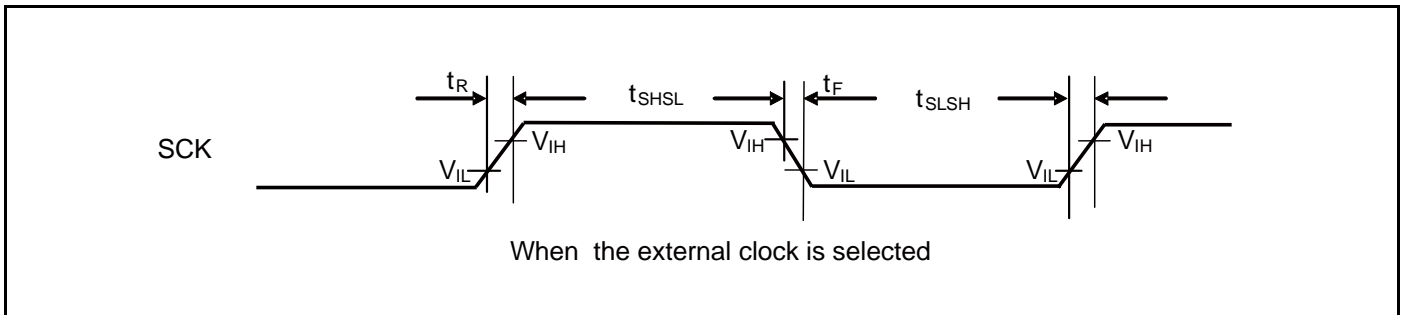 tR tSHSL tF tSLSH
SCK
VIH VIH VIH
VIL VIL VIL
When the external clock is selected